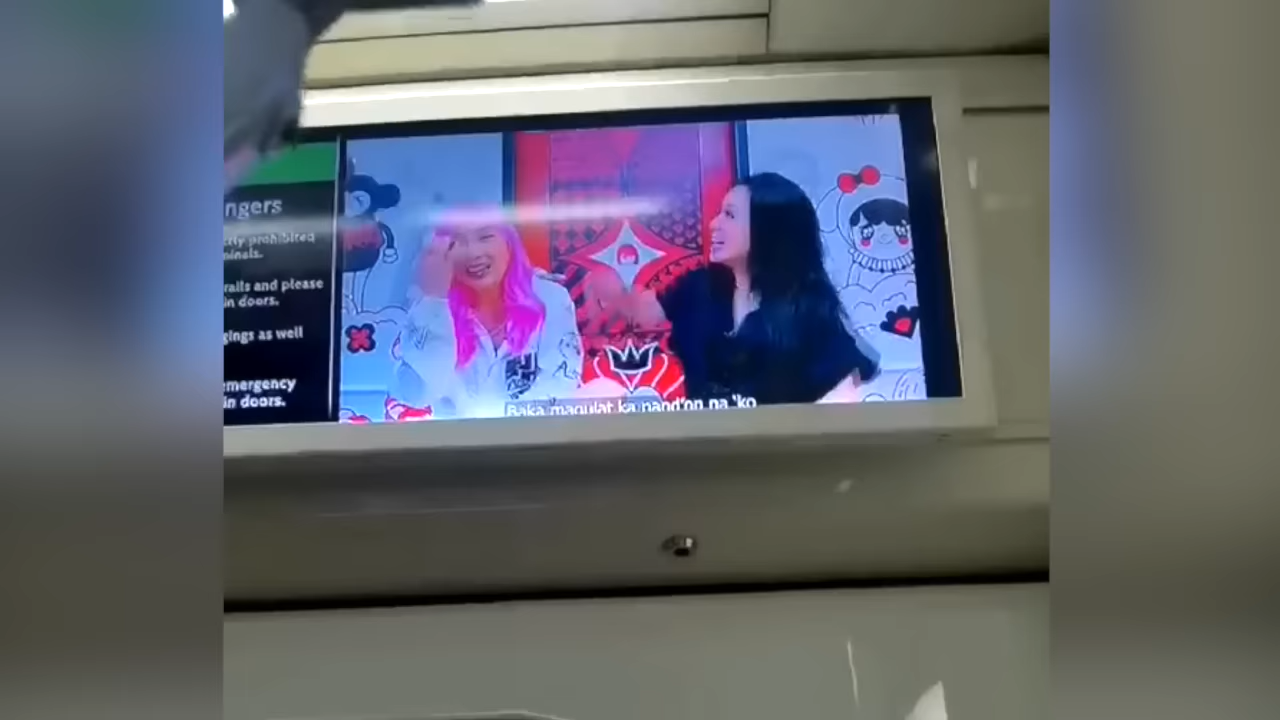 ngers
ctly prohibited
minals.
rails and please
in doors.
gings as well
emergency
in doors.
Baka magulat ka nand'on na 'ko